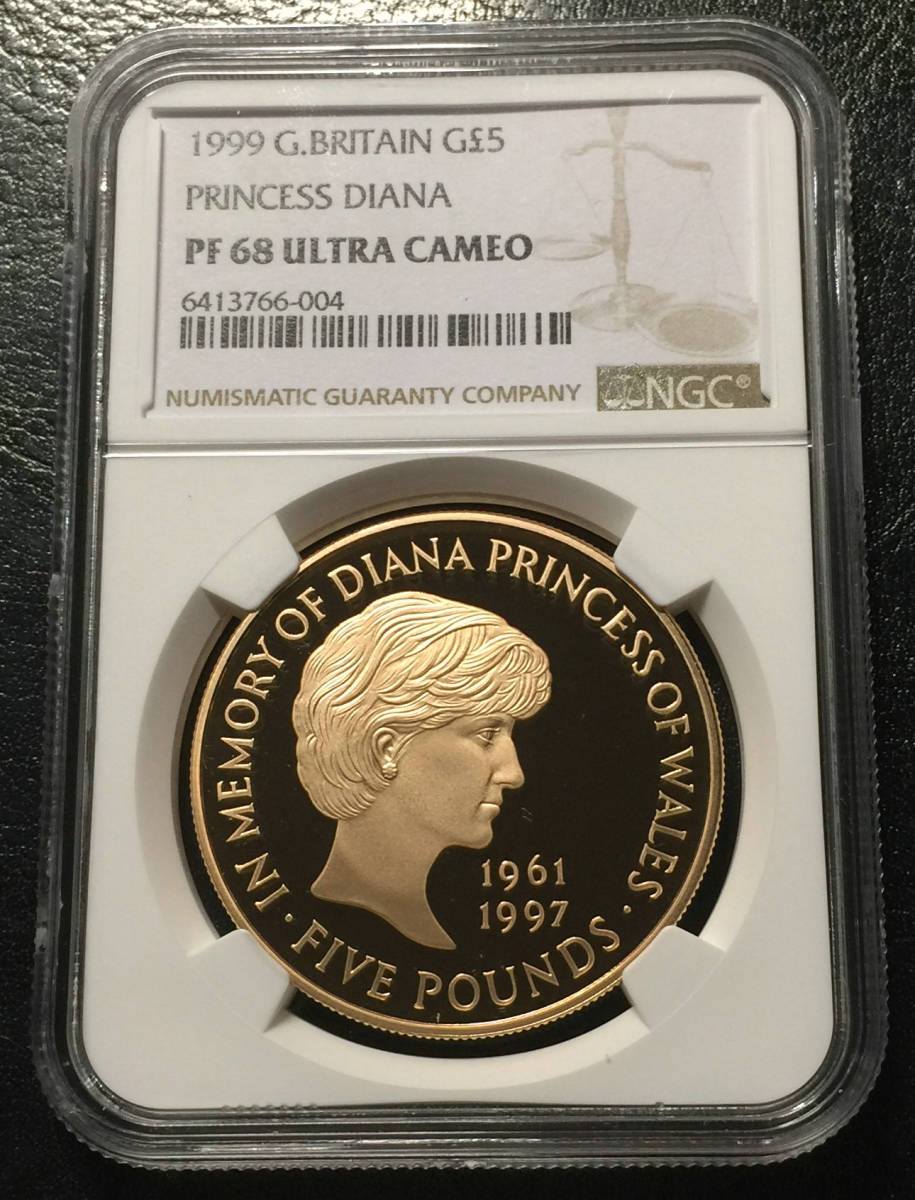 1999 G.BRITAIN G£5
PRINCESS DIANA
PF 68 ULTRA CAMEO
6413766-004
NUMISMATIC GUARANTY COMPANY
NGC®
IN MEMORY OF DIANA PRINCESS OF WALES
1961
1997
· FIVE POUNDS ·